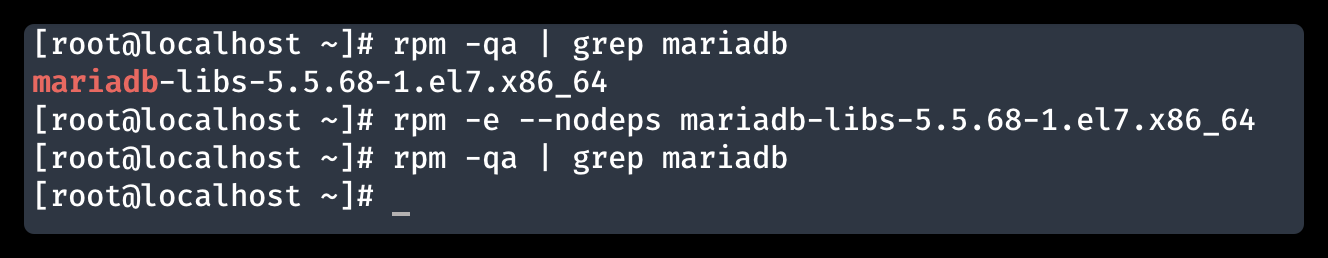 [root@localhost ~]# rpm -qa | grep mariadb
mariadb-libs-5.5.68-1.el7.x86_64
[root@localhost ~]# rpm -e --nodeps mariadb-libs-5.5.68-1.el7.x86_64
[root@localhost ~]# rpm -qa | grep mariadb
[root@localhost ~]# _